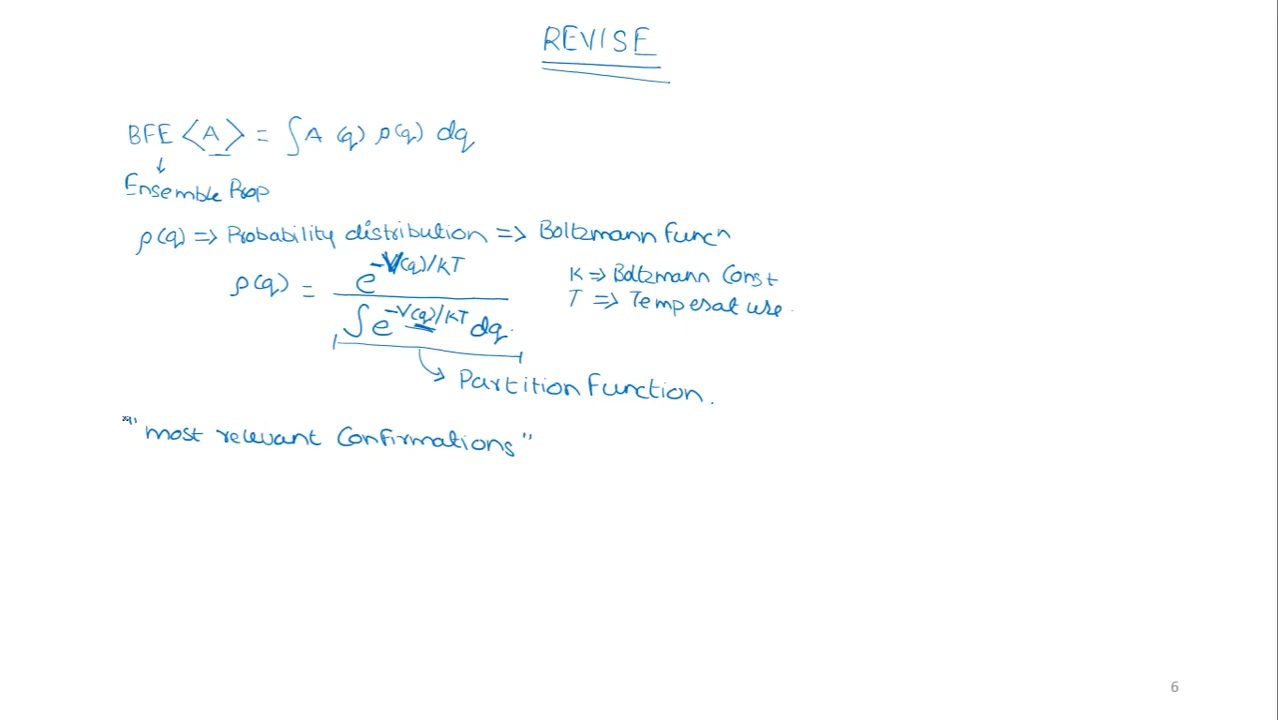 REVISE
BFE <A> = ∫A (q) ρ(q) dq
↓
Ensemble Prop
ρ(q) => Probability distribution => Boltzmann Funcn
ρ(q) = e^-V(q)/KT / ∫e^-V(q)/KT dq.
K => Boltzmann Const
T => Temperature.
Partition Function.
"most relevant Confirmations"
6